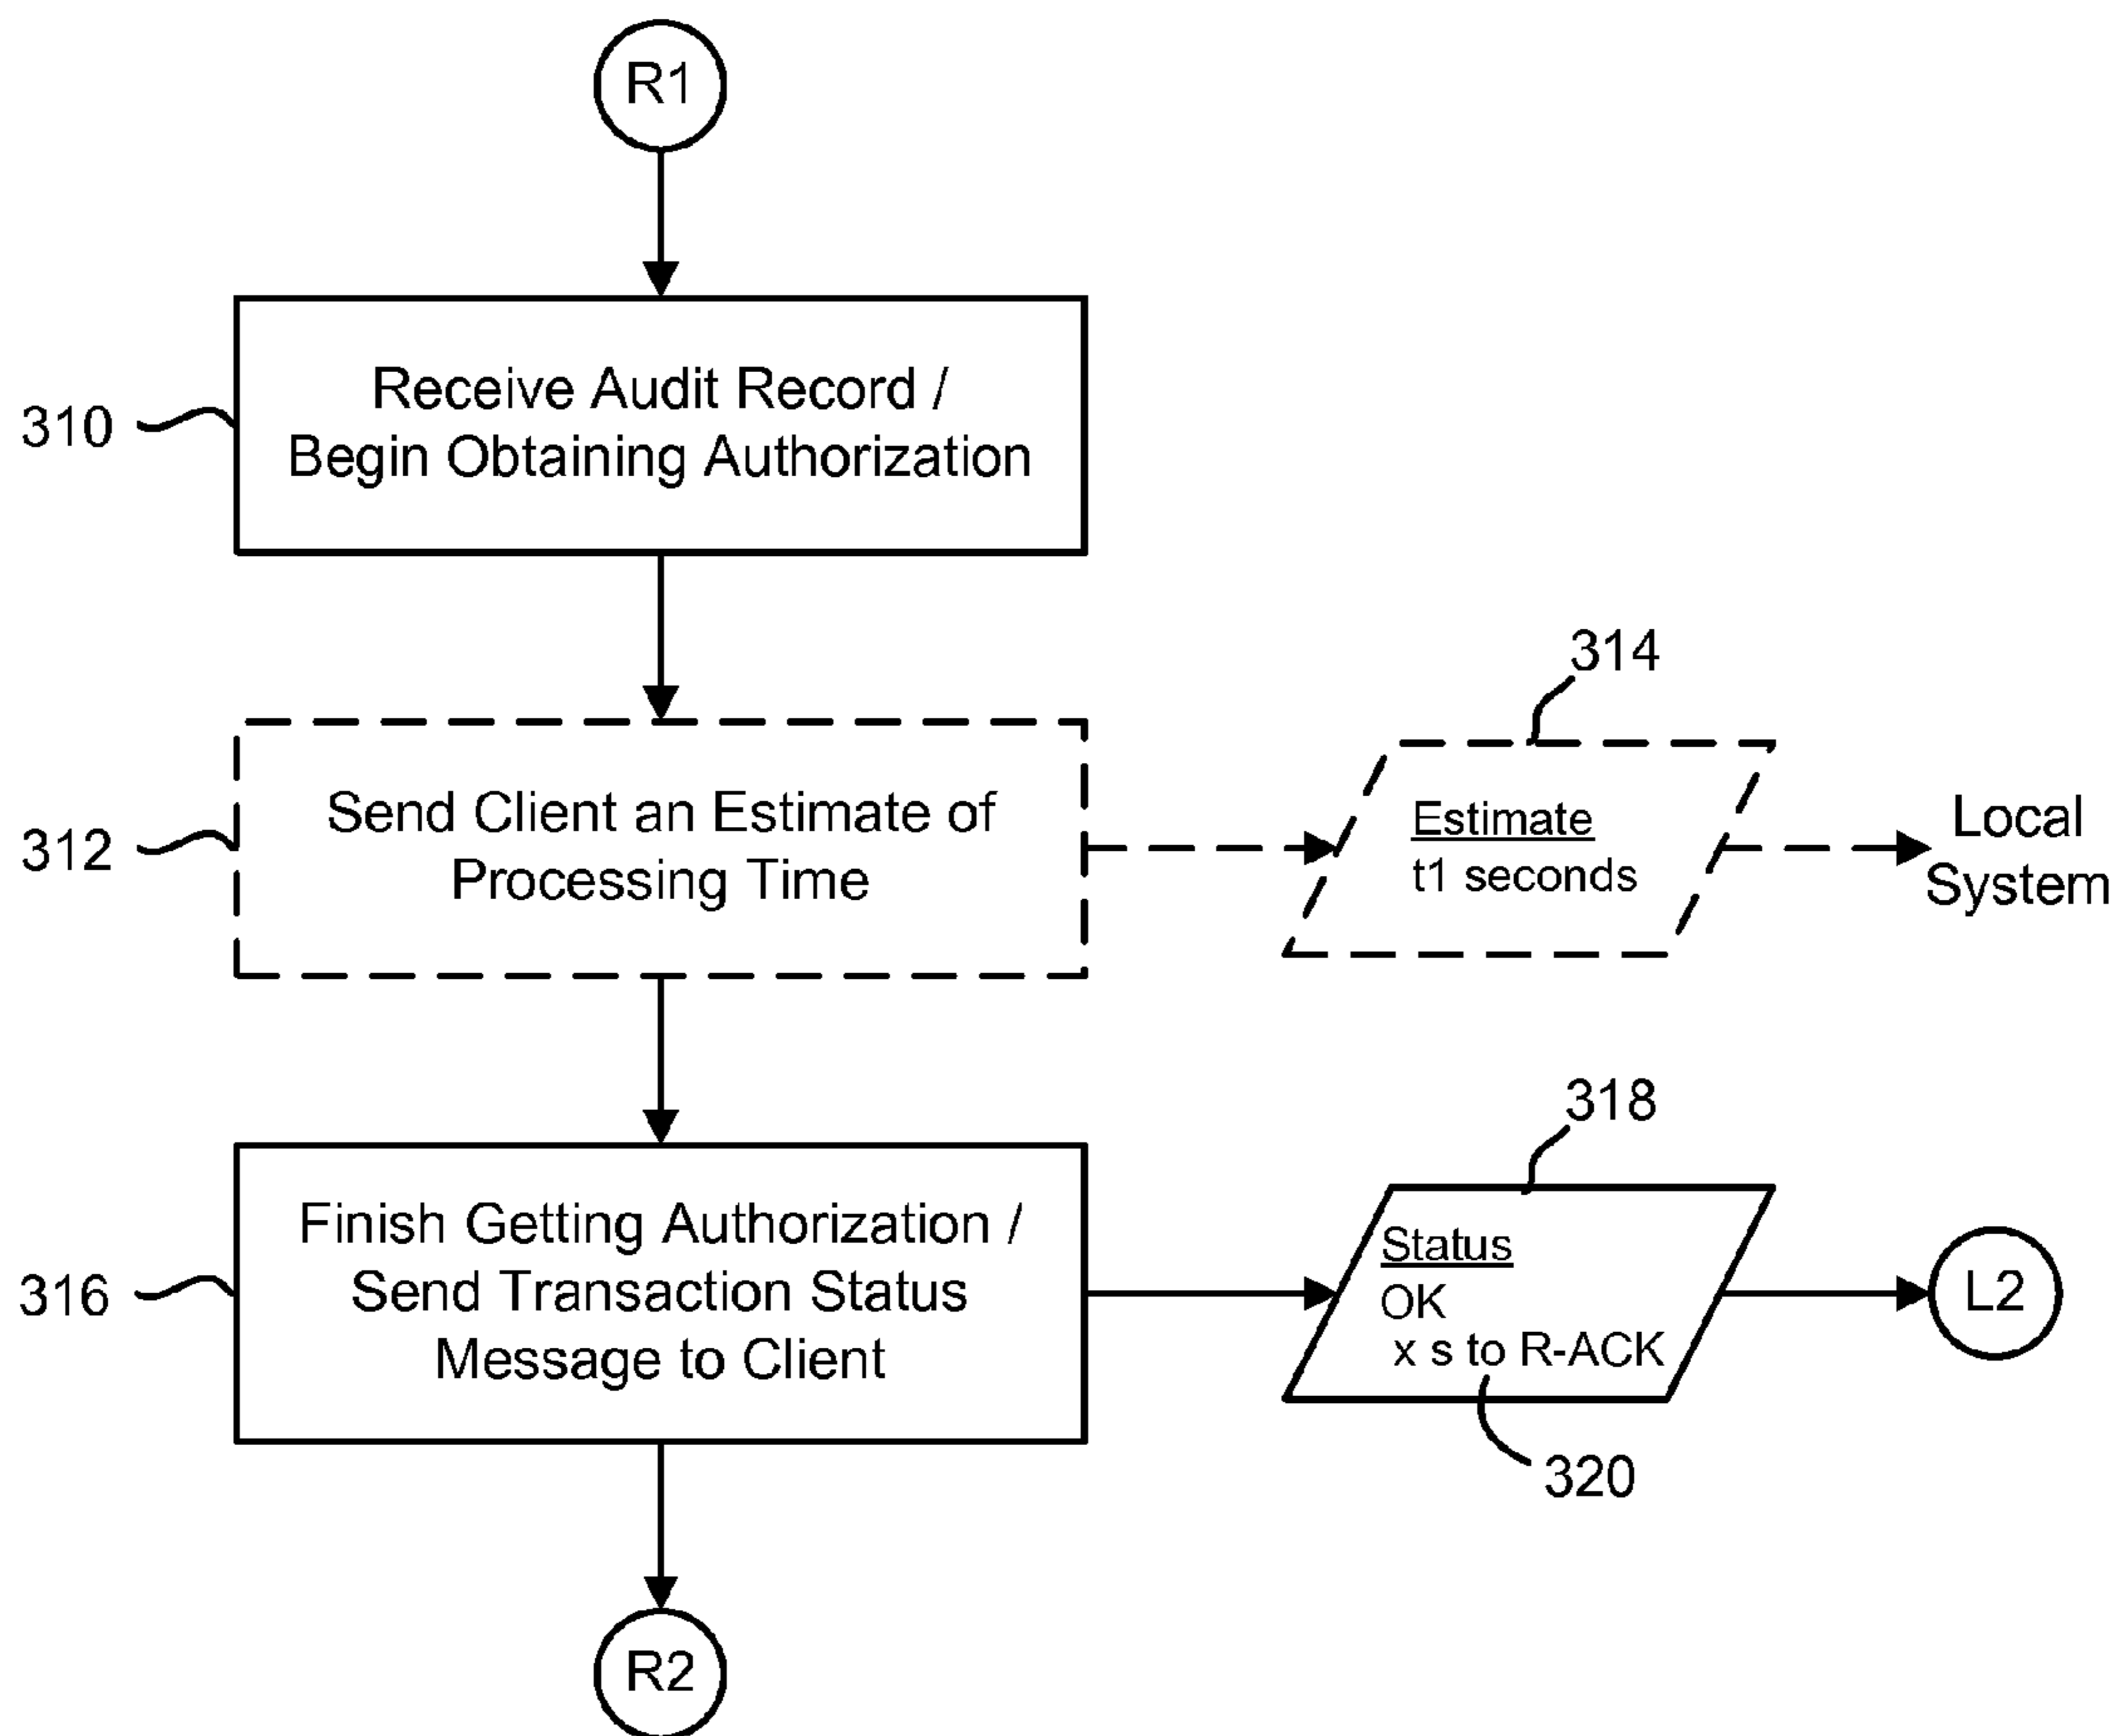 R1
310
Receive Audit Record /
Begin Obtaining Authorization
312
Send Client an Estimate of
Processing Time
314
Estimate
t1 seconds
Local
System
316
Finish Getting Authorization /
Send Transaction Status
Message to Client
318
Status
OK
x s to R-ACK
320
L2
R2